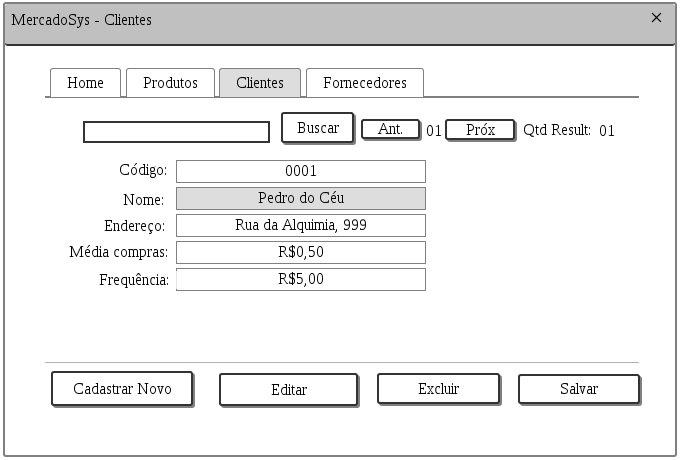 MercadoSys - Clientes
Home Produtos Clientes Fornecedores
Buscar Ant. 01 Próx Qtd Result: 01
Código: 0001
Nome: Pedro do Céu
Endereço: Rua da Alquimia, 999
Média compras: R$0,50
Frequência: R$5,00
Cadastrar Novo Editar Excluir Salvar